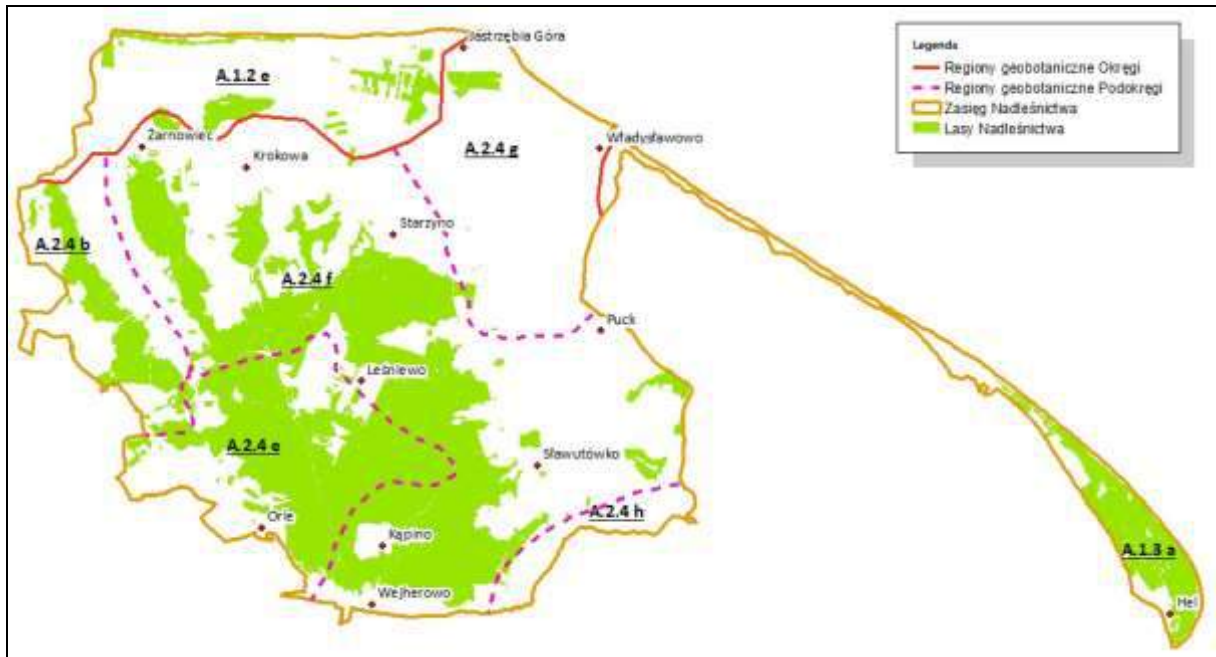 Jastrzębia Góra
Legenda
Regiony geobotaniczne Okręgi
Regiony geobotaniczne Podokręgi
Zasięg Nadleśnictwa
Lasy Nadleśnictwa
A.1.2 e
Żarnowiec
Krokowa
A.2.4 g
Władysławowo
Starzyno
A.2.4 b
A.2.4 f
Puck
Leśniewo
A.2.4 e
Sławutówko
A.2.4 h
Orle
Kąpino
A.1.3 a
Wejherowo
Hel